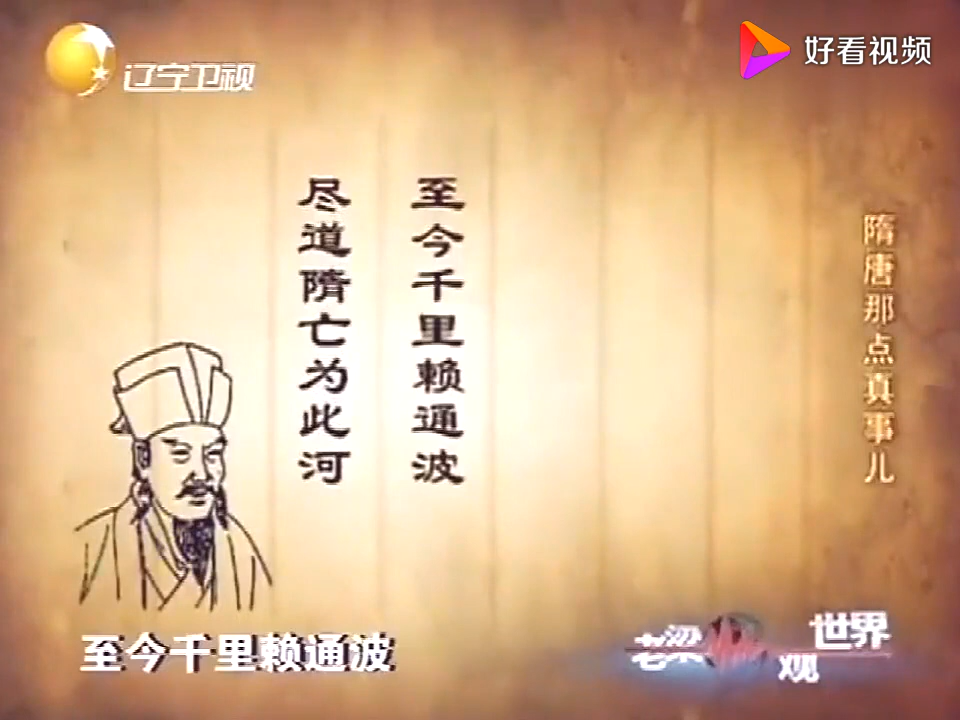 辽宁卫视
好看视频
隋唐那点真事儿
尽道隋亡为此河
至今千里赖通波
至今千里赖通波
老梁观世界